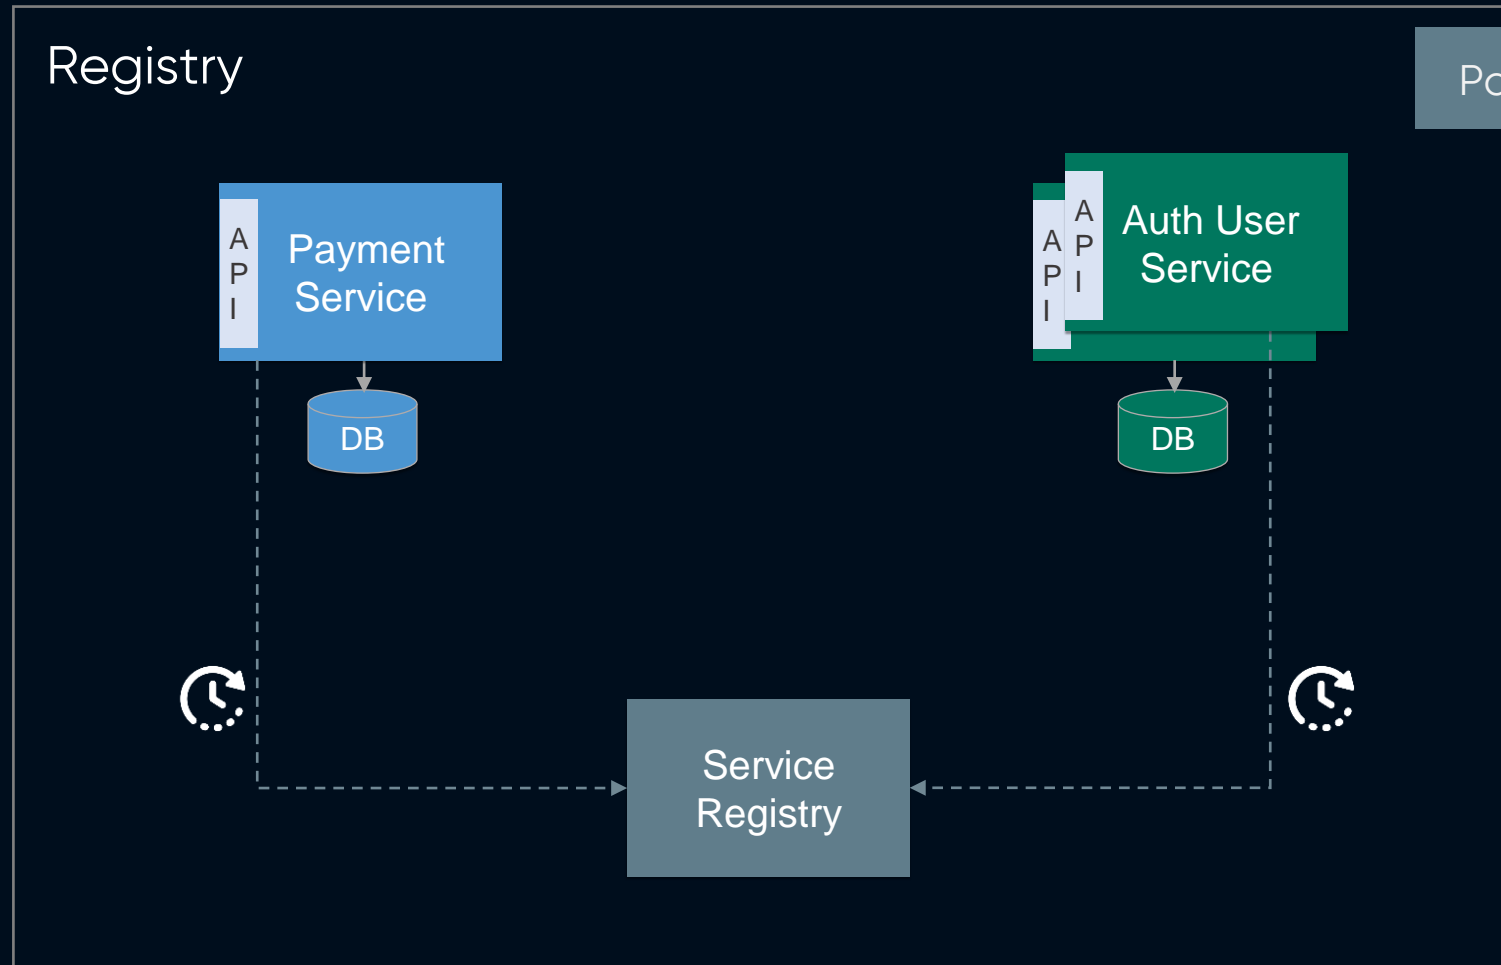 Registry
A
P
I
Payment
Service
DB
A
P
I
A
P
I
Auth User
Service
DB
Service
Registry